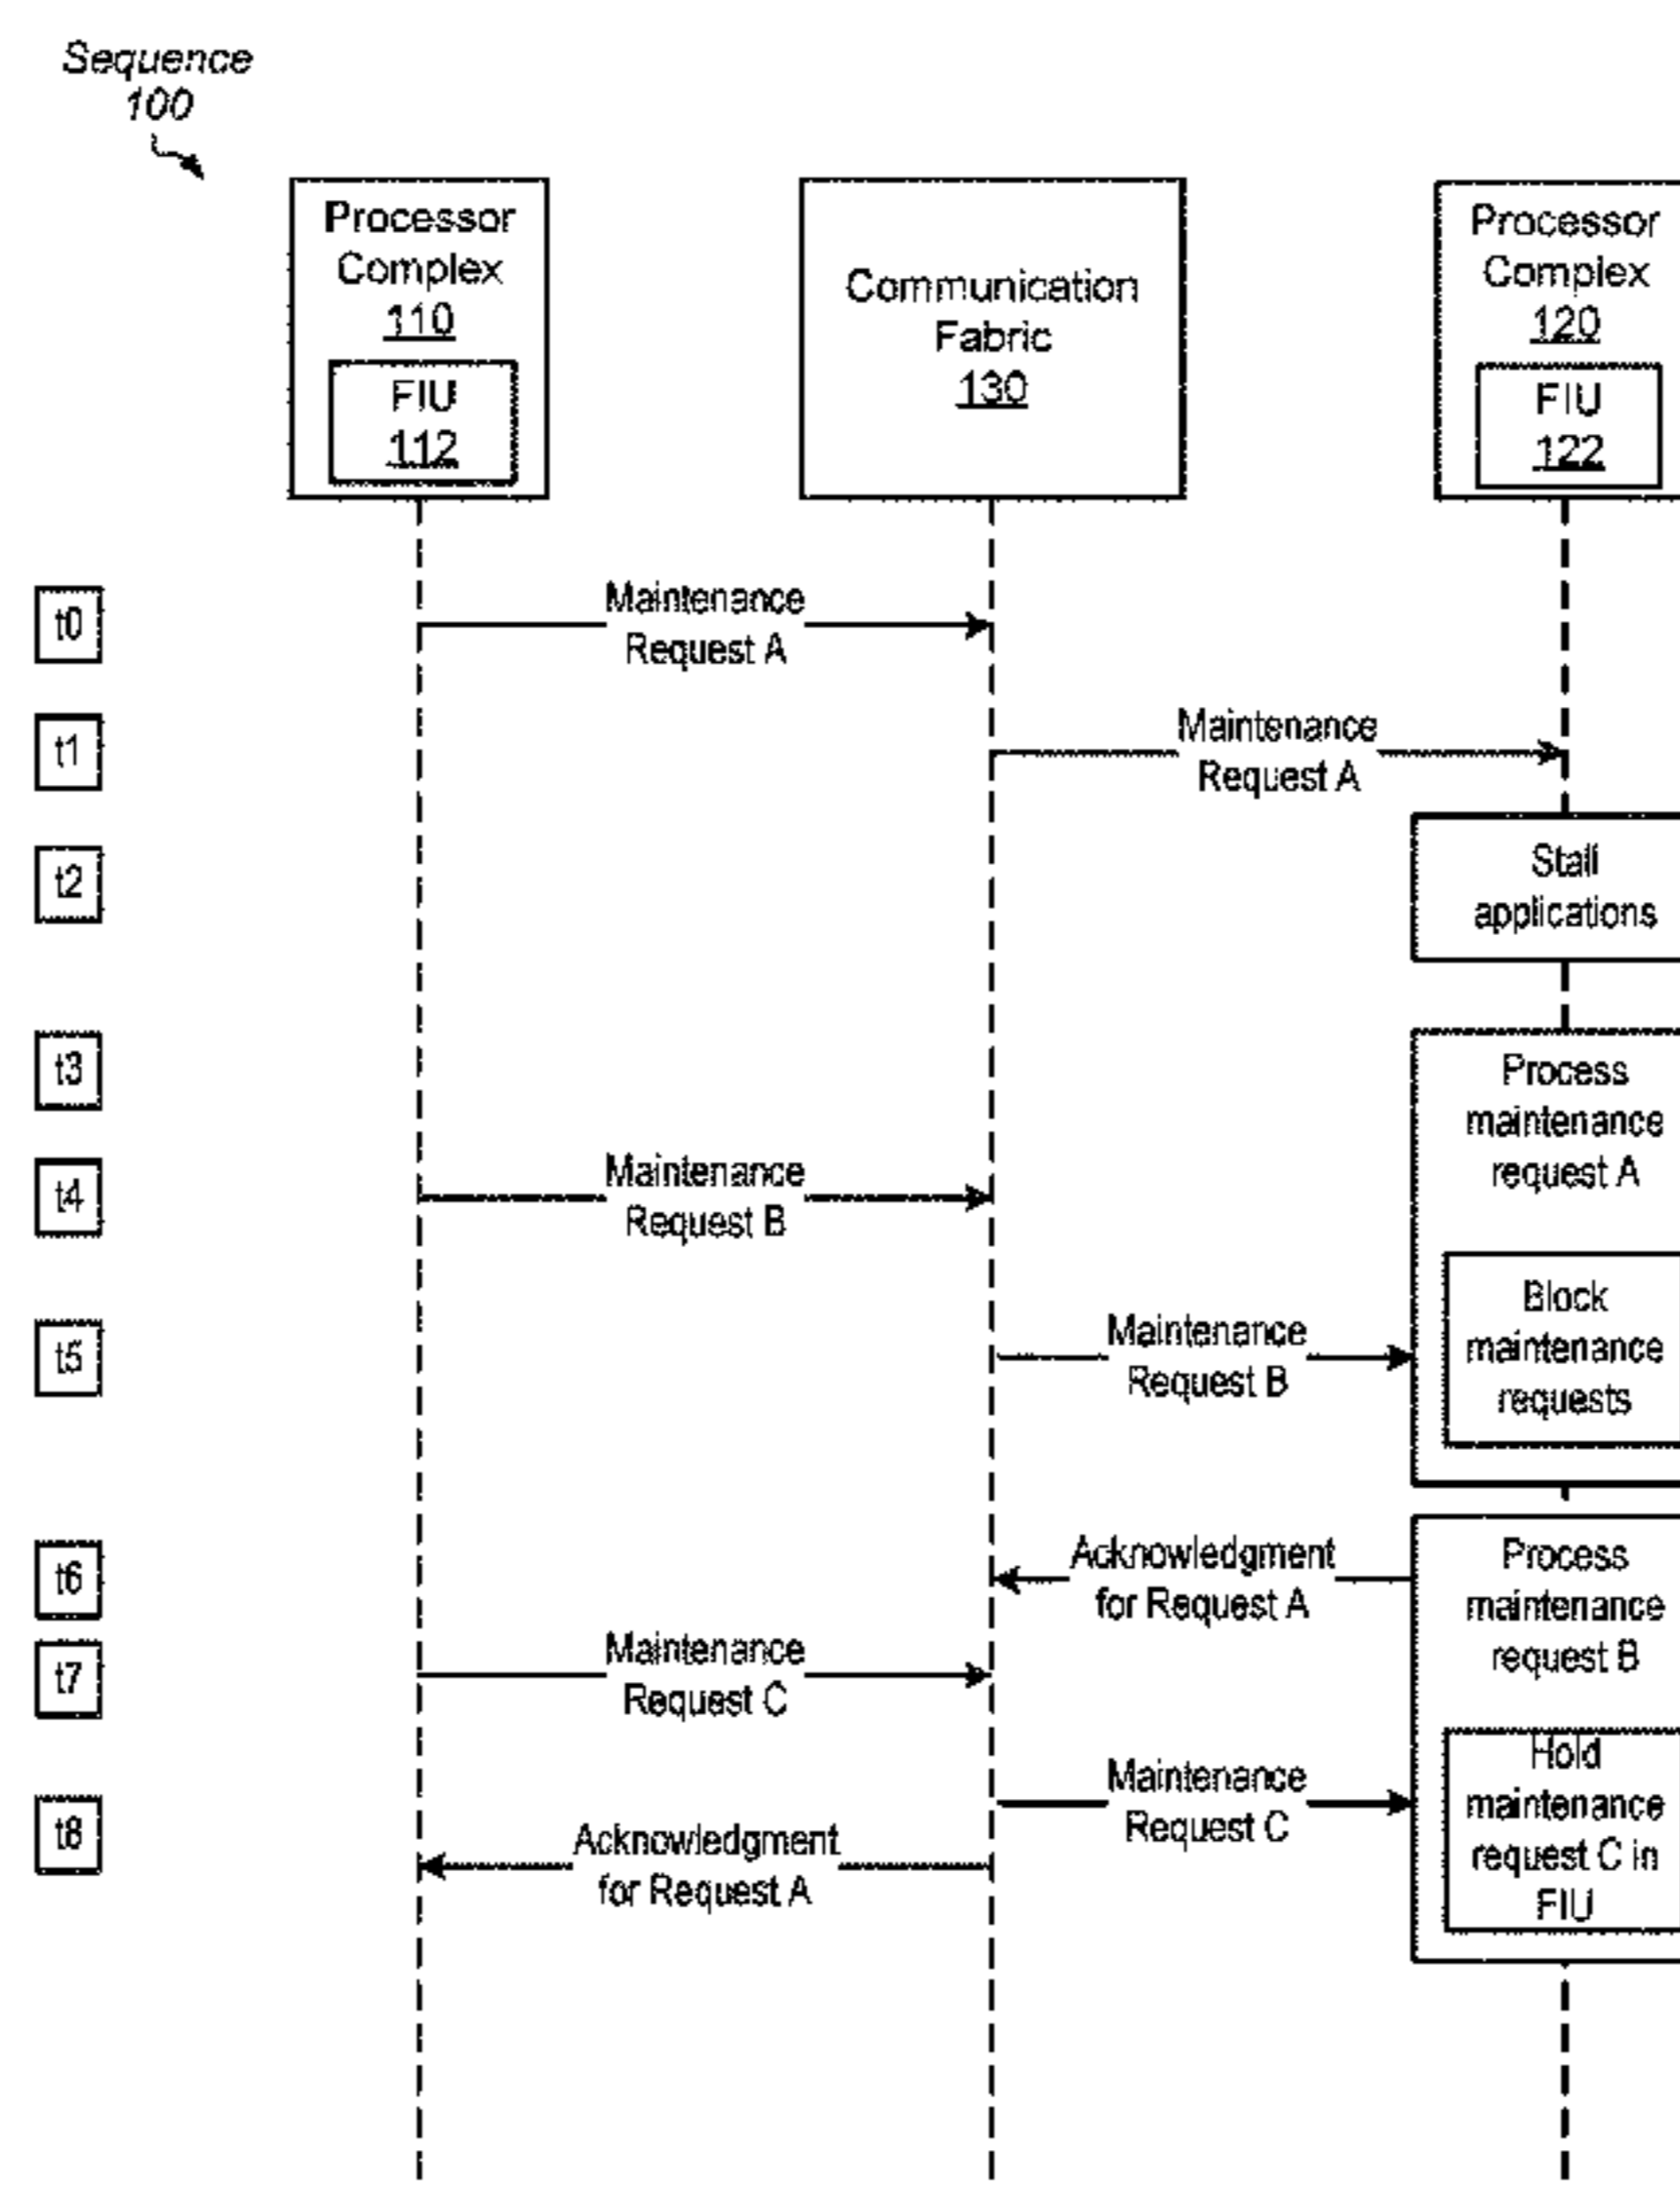 Sequence
100
Processor
Complex
110
FIU
112
Communication
Fabric
130
Processor
Complex
120
FIU
122
t0
Maintenance
Request A
t1
Maintenance
Request A
t2
Stall
applications
t3
Process
maintenance
request A
t4
Maintenance
Request B
Block
maintenance
requests
t5
Maintenance
Request B
t6
Acknowledgment
for Request A
Process
maintenance
request B
t7
Maintenance
Request C
Hold
maintenance
request C in
FIU
t8
Maintenance
Request C
Acknowledgment
for Request A